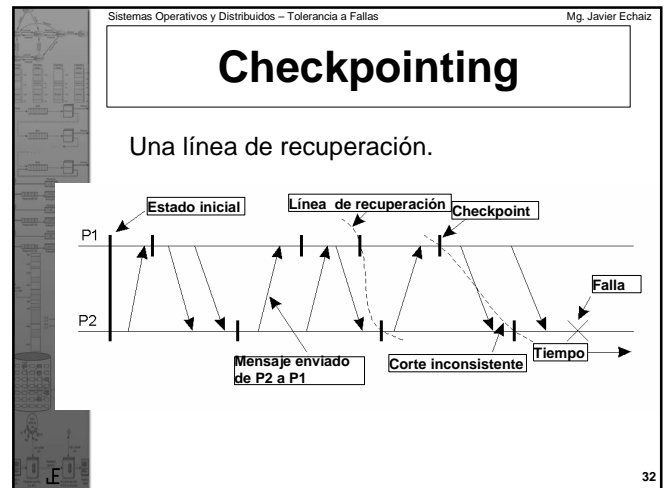 Sistemas Operativos y Distribuidos – Tolerancia a Fallas
Mg. Javier Echaiz
Checkpointing
Una línea de recuperación.
Estado inicial
Línea de recuperación
Checkpoint
P1
Falla
P2
Tiempo
Mensaje enviado
de P2 a P1
Corte inconsistente
JE
32